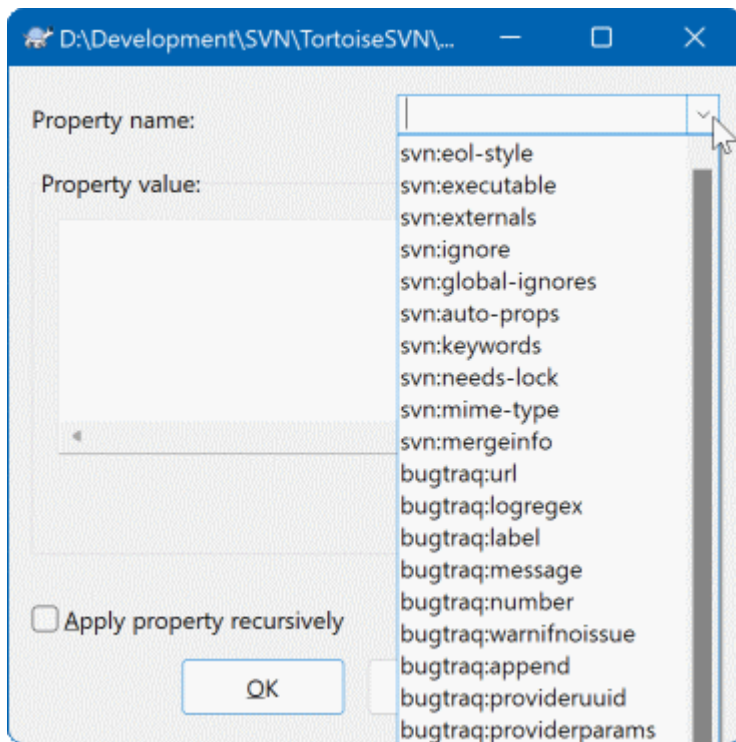 D:\Development\SVN\TortoiseSVN\...
Property name:
Property value:
svn:eol-style
svn:executable
svn:externals
svn:ignore
svn:global-ignores
svn:auto-props
svn:keywords
svn:needs-lock
svn:mime-type
svn:mergeinfo
bugtraq:url
bugtraq:logregex
bugtraq:label
bugtraq:message
bugtraq:number
bugtraq:warnifnoissue
bugtraq:append
bugtraq:provideruuid
bugtraq:providerparams
Apply property recursively
OK